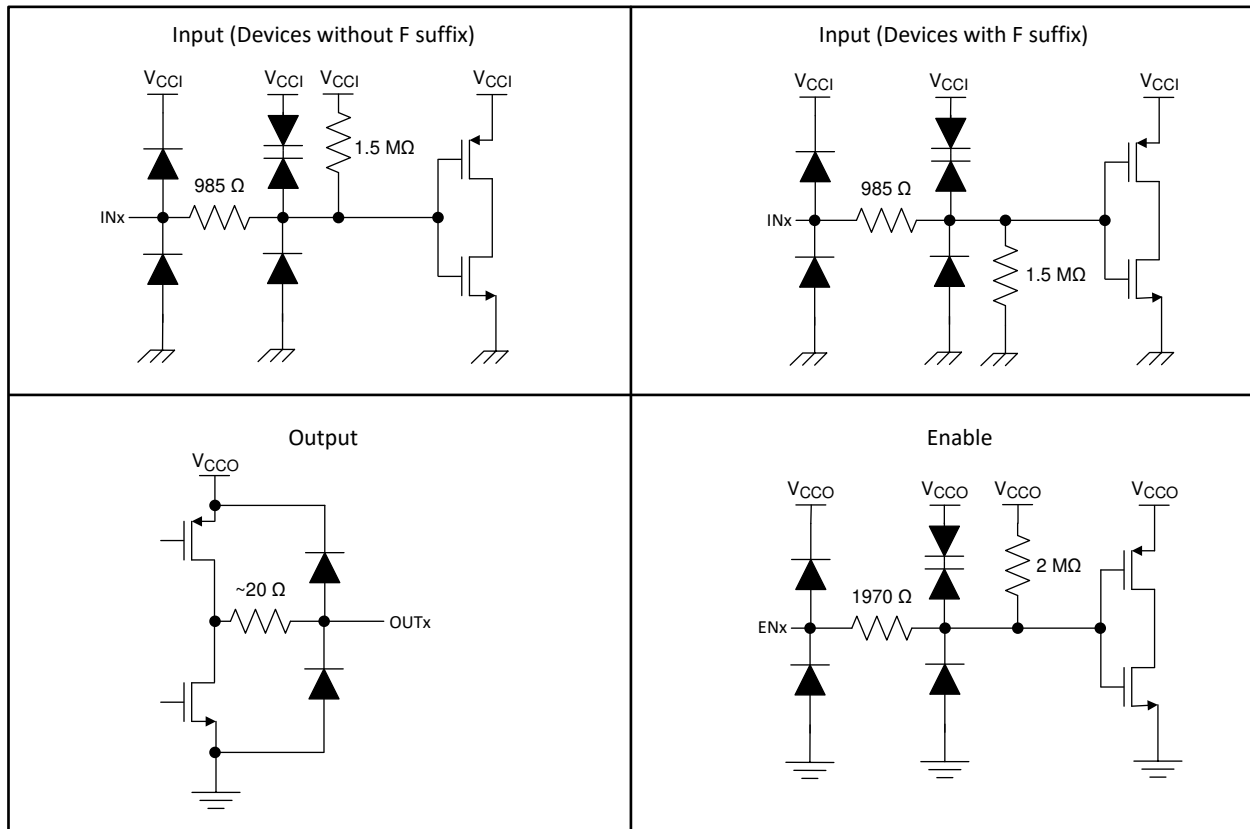 Input (Devices without F suffix)
VCCI VCCI VCCI VCCI
1.5 MΩ
985 Ω
INx
Input (Devices with F suffix)
VCCI VCCI VCCI
985 Ω
INx
1.5 MΩ
Output
VCCO
~20 Ω
OUTx
Enable
VCCO VCCO VCCO VCCO
2 MΩ
1970 Ω
ENx